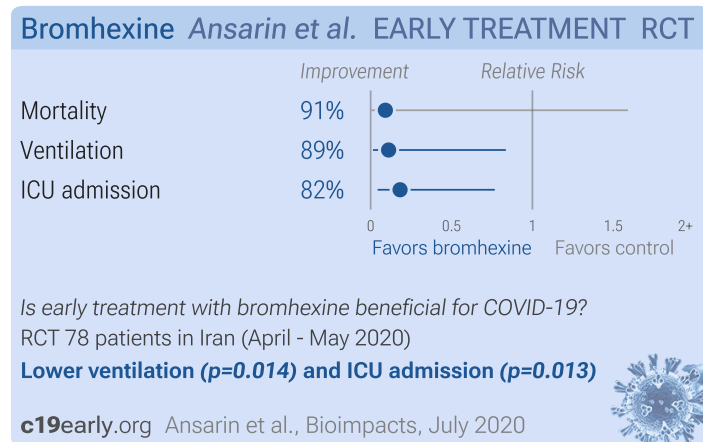 Bromhexine Ansarin et al. EARLY TREATMENT RCT
Improvement Relative Risk
Mortality 91%
Ventilation 89%
ICU admission 82%
0 0.5 1 1.5 2+
Favors bromhexine Favors control
Is early treatment with bromhexine beneficial for COVID-19?
RCT 78 patients in Iran (April - May 2020)
Lower ventilation (p=0.014) and ICU admission (p=0.013)
c19early.org Ansarin et al., Bioimpacts, July 2020